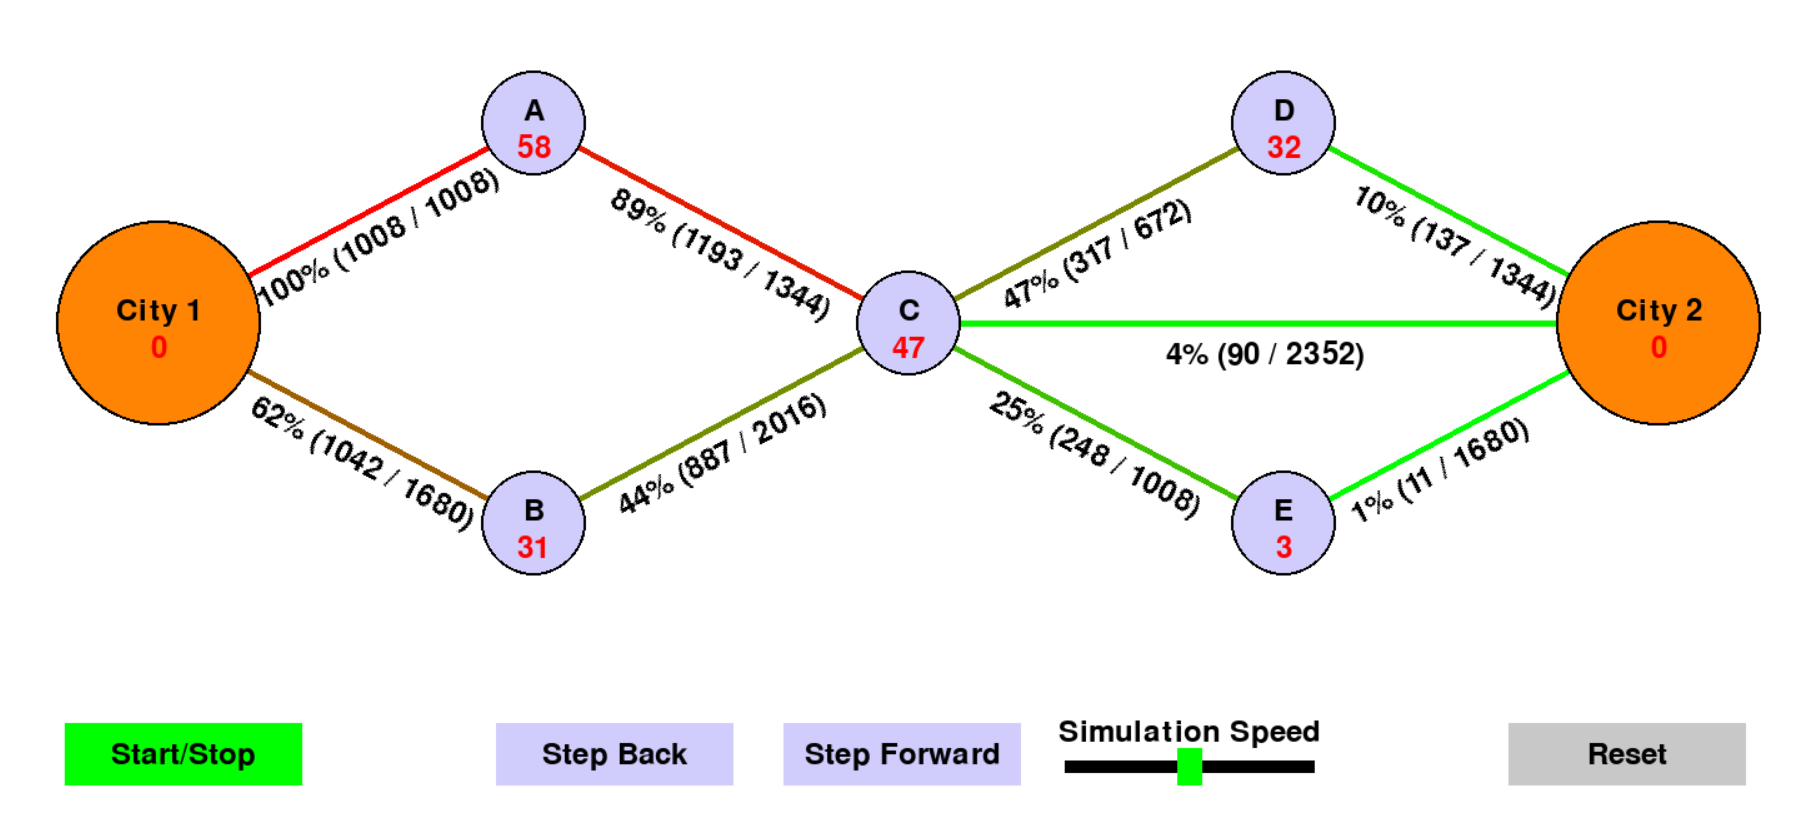 A
58
D
32
100% (1008 / 1008)
89% (1193 / 1344)
47% (317 / 672)
10% (137 / 1344)
City 1
0
C
47
City 2
0
4% (90 / 2352)
62% (1042 / 1680)
44% (887 / 2016)
25% (248 / 1008)
1% (11 / 1680)
B
31
E
3
Simulation Speed
Start/Stop
Step Back
Step Forward
Reset